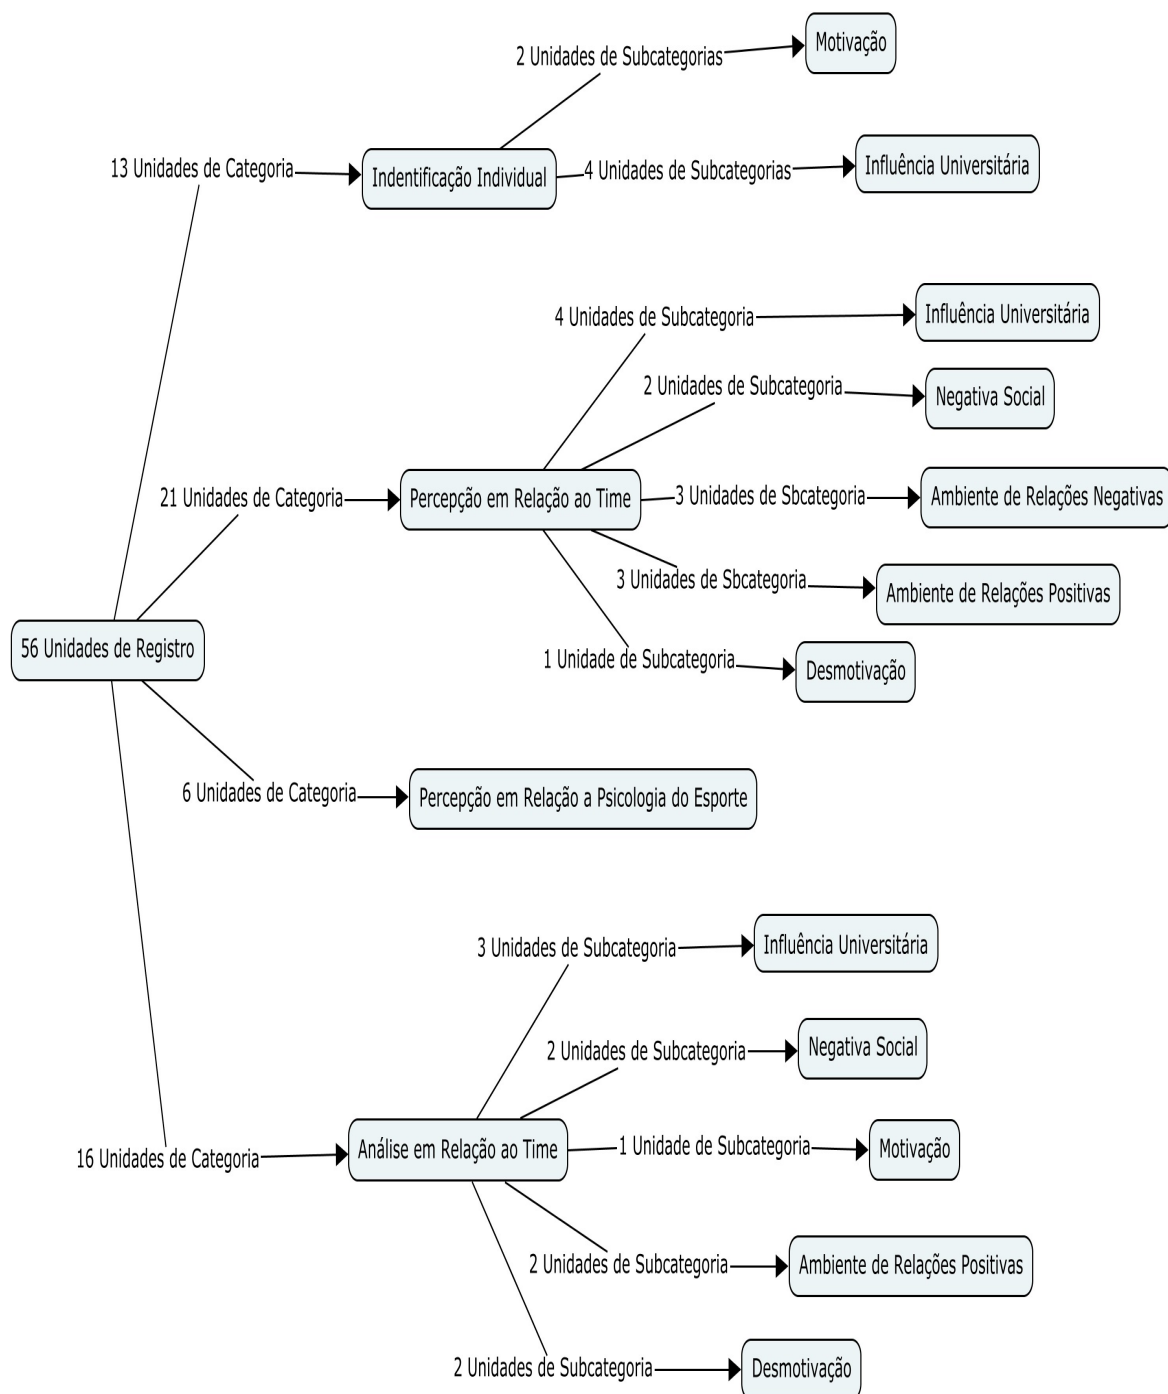 2 Unidades de Subcategorias
Motivação
13 Unidades de Categoria
Indentificação Individual
4 Unidades de Subcategorias
Influência Universitária
4 Unidades de Subcategoria
Influência Universitária
2 Unidades de Subcategoria
Negativa Social
21 Unidades de Categoria
Percepção em Relação ao Time
3 Unidades de Sbcategoria
Ambiente de Relações Negativas
3 Unidades de Sbcategoria
Ambiente de Relações Positivas
56 Unidades de Registro
1 Unidade de Subcategoria
Desmotivação
6 Unidades de Categoria
Percepção em Relação a Psicologia do Esporte
3 Unidades de Subcategoria
Influência Universitária
2 Unidades de Subcategoria
Negativa Social
16 Unidades de Categoria
Análise em Relação ao Time
1 Unidade de Subcategoria
Motivação
2 Unidades de Subcategoria
Ambiente de Relações Positivas
2 Unidades de Subcategoria
Desmotivação